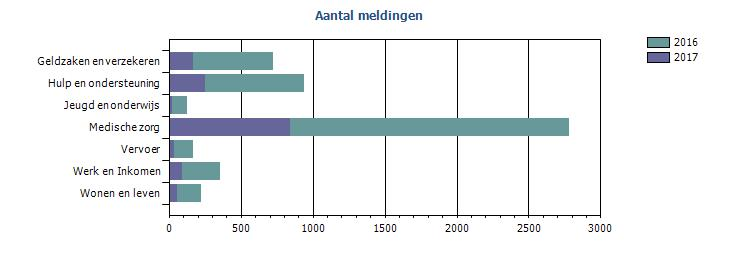 Aantal meldingen
2016
2017
Geldzaken en verzekeren
Hulp en ondersteuning
Jeugd en onderwijs
Medische zorg
Vervoer
Werk en Inkomen
Wonen en leven
0 500 1000 1500 2000 2500 3000